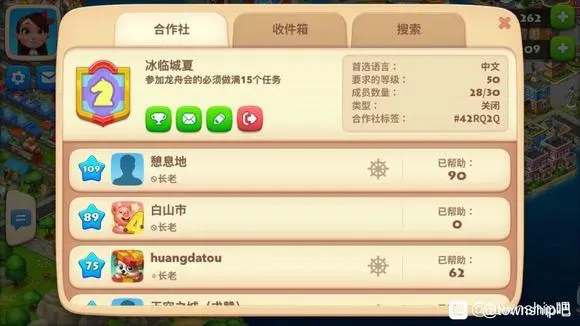 合作社
收件箱
搜索
262
09
冰临城夏
参加龙舟会的必须做满15个任务
首选语言： 中文
要求的等级： 50
成员数量： 28/30
类型： 关闭
合作社标签： #42RQ2Q
109
憩息地
长老
已帮助：
90
89
白山市
长老
已帮助：
0
75
huangdatou
长老
已帮助：
62
已帮助：
@township吧